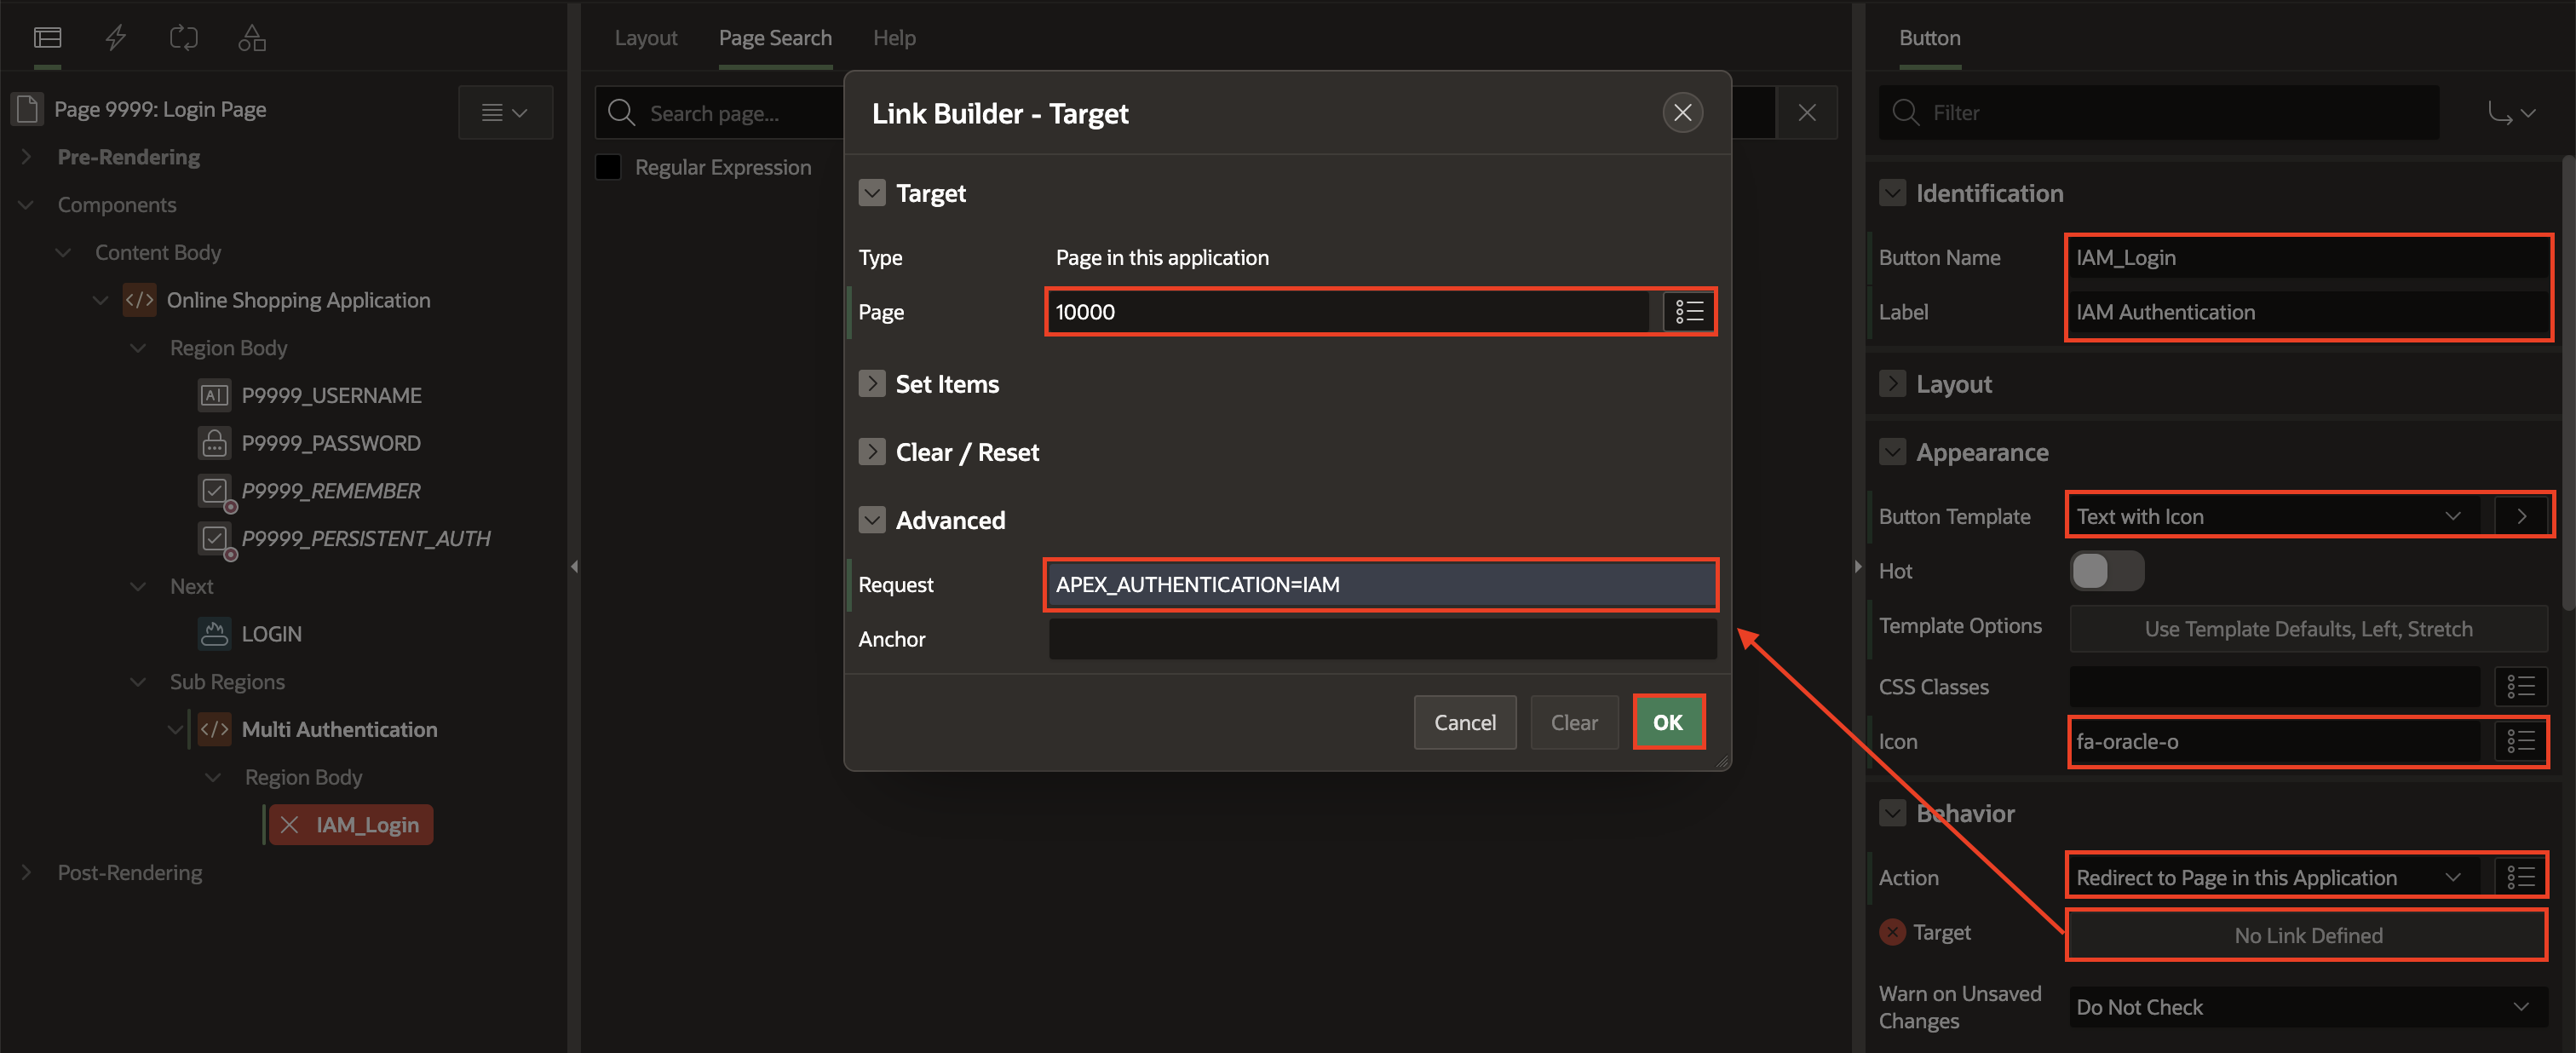 Page 9999: Login Page
Pre-Rendering
Components
Content Body
</> Online Shopping Application
Region Body
P9999_USERNAME
P9999_PASSWORD
P9999_REMEMBER
P9999_PERSISTENT_AUTH
Next
LOGIN
Sub Regions
</> Multi Authentication
Region Body
IAM_Login
Post-Rendering
Layout Page Search Help
Search page...
Regular Expression
Link Builder - Target
Target
Type Page in this application
Page 10000
Set Items
Clear / Reset
Advanced
Request APEX_AUTHENTICATION=IAM
Anchor
Cancel Clear OK
Button
Filter
Identification
Button Name IAM_Login
Label IAM Authentication
Layout
Appearance
Button Template Text with Icon
Hot
Template Options Use Template Defaults, Left, Stretch
CSS Classes
Icon fa-oracle-o
Behavior
Action Redirect to Page in this Application
Target No Link Defined
Warn on Unsaved
Changes
Do Not Check